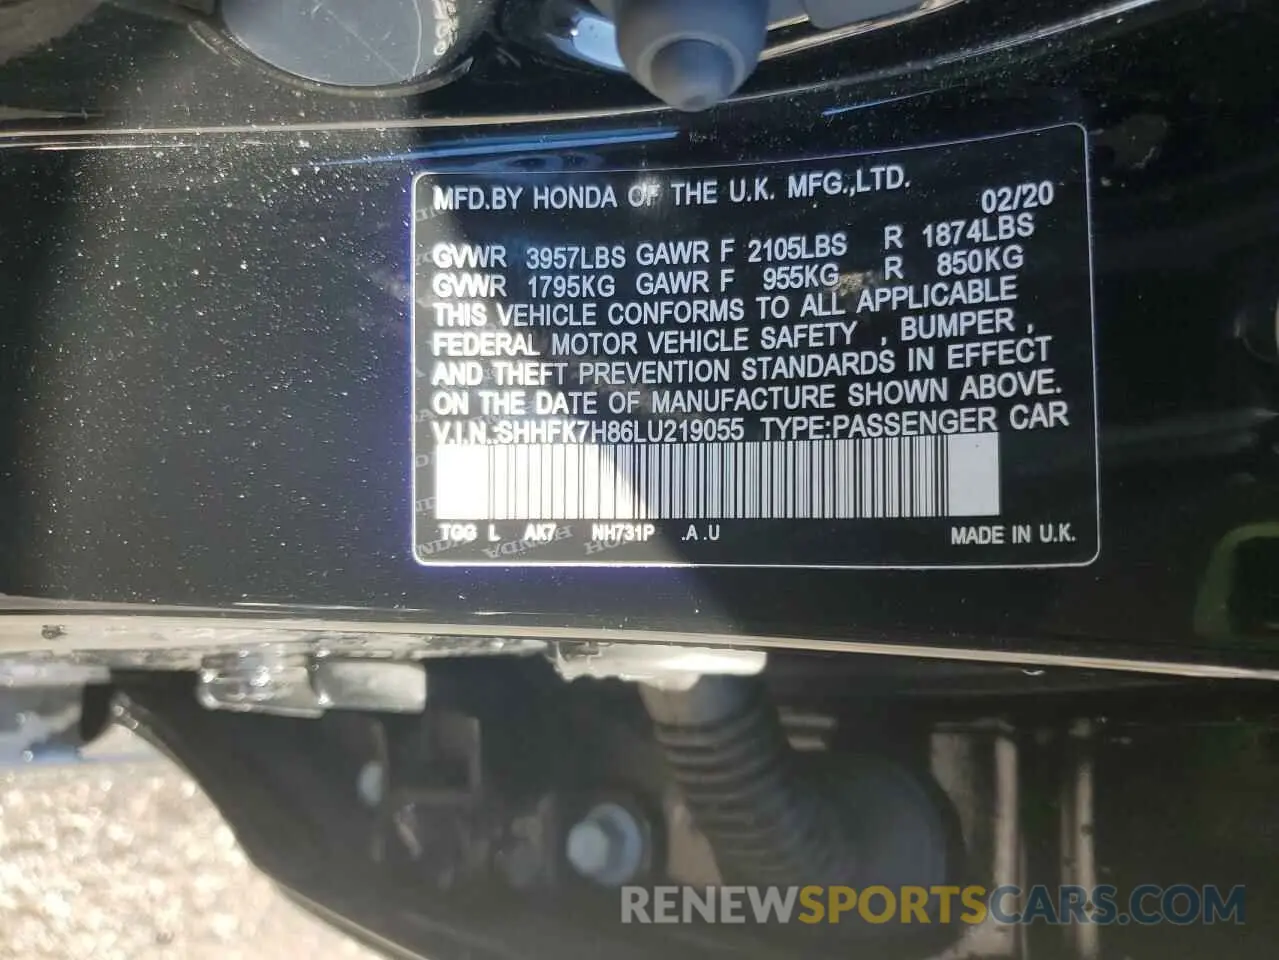 MFD.BY HONDA OF THE U.K. MFG.,LTD. 02/20
GVWR 3957LBS GAWR F 2105LBS R 1874LBS
GVWR 1795KG GAWR F 955KG R 850KG
THIS VEHICLE CONFORMS TO ALL APPLICABLE
FEDERAL MOTOR VEHICLE SAFETY , BUMPER ,
AND THEFT PREVENTION STANDARDS IN EFFECT
ON THE DATE OF MANUFACTURE SHOWN ABOVE.
V.I.N.:SHHFK7H86LU219055 TYPE:PASSENGER CAR
TGG L AK7 NH731P .A .U MADE IN U.K.
HONDA
RENEWSPORTSCARS.COM